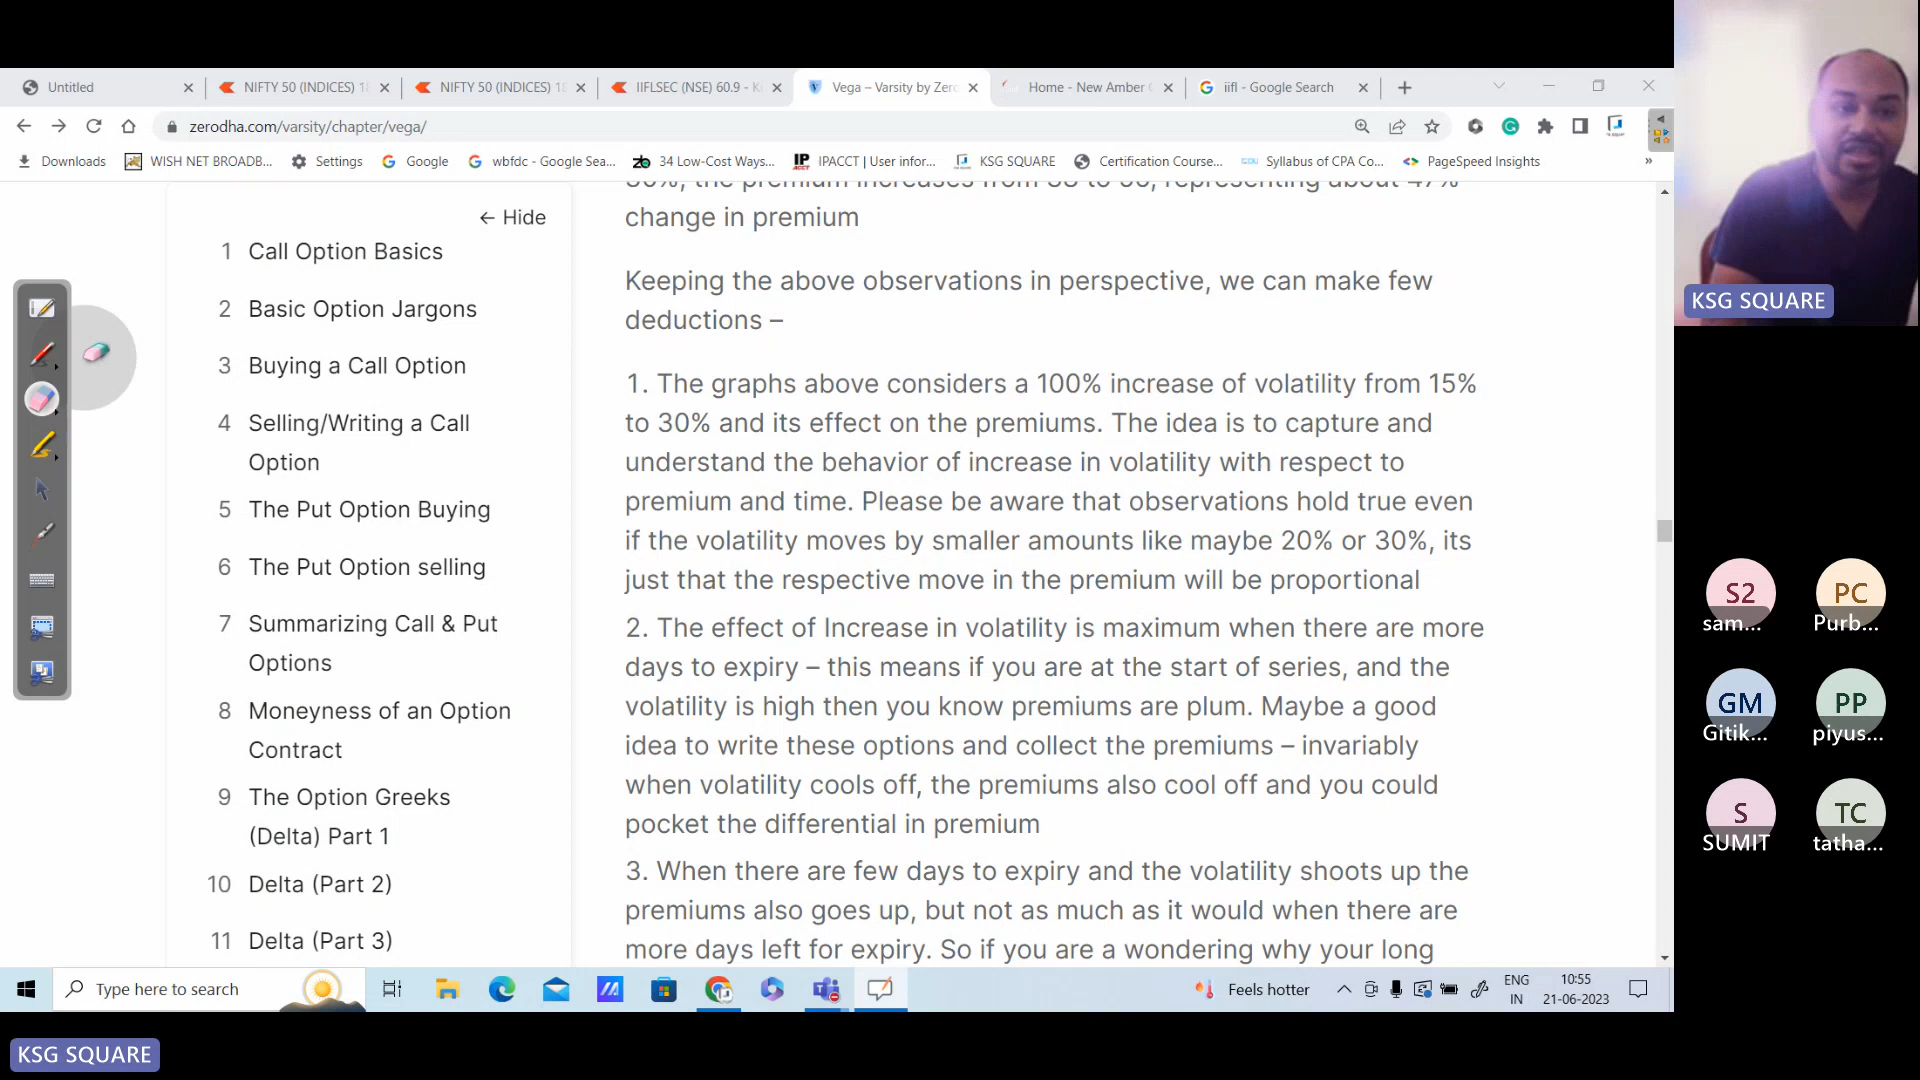 Untitled
NIFTY 50 (INDICES) 18
NIFTY 50 (INDICES) 18
IIFLSEC (NSE) 60.9 - K
Vega – Varsity by Zero
Home - New Amber
iifl - Google Search
zerodha.com/varsity/chapter/vega/
Downloads
WISH NET BROADB...
Settings
Google
wbfdc - Google Sea...
34 Low-Cost Ways...
IPACCT | User infor...
KSG SQUARE
Certification Course...
Syllabus of CPA Co...
PageSpeed Insights
← Hide
1 Call Option Basics
2 Basic Option Jargons
3 Buying a Call Option
4 Selling/Writing a Call
Option
5 The Put Option Buying
6 The Put Option selling
7 Summarizing Call & Put
Options
8 Moneyness of an Option
Contract
9 The Option Greeks
(Delta) Part 1
10 Delta (Part 2)
11 Delta (Part 3)
change in premium
Keeping the above observations in perspective, we can make few
deductions –
1. The graphs above considers a 100% increase of volatility from 15%
to 30% and its effect on the premiums. The idea is to capture and
understand the behavior of increase in volatility with respect to
premium and time. Please be aware that observations hold true even
if the volatility moves by smaller amounts like maybe 20% or 30%, its
just that the respective move in the premium will be proportional
2. The effect of Increase in volatility is maximum when there are more
days to expiry – this means if you are at the start of series, and the
volatility is high then you know premiums are plum. Maybe a good
idea to write these options and collect the premiums – invariably
when volatility cools off, the premiums also cool off and you could
pocket the differential in premium
3. When there are few days to expiry and the volatility shoots up the
premiums also goes up, but not as much as it would when there are
more days left for expiry. So if you are a wondering why your long
KSG SQUARE
S2
sam...
PC
Purb...
GM
Gitik...
PP
piyus...
S
SUMIT
TC
tatha...
Type here to search
Feels hotter
ENG
IN
10:55
21-06-2023
KSG SQUARE